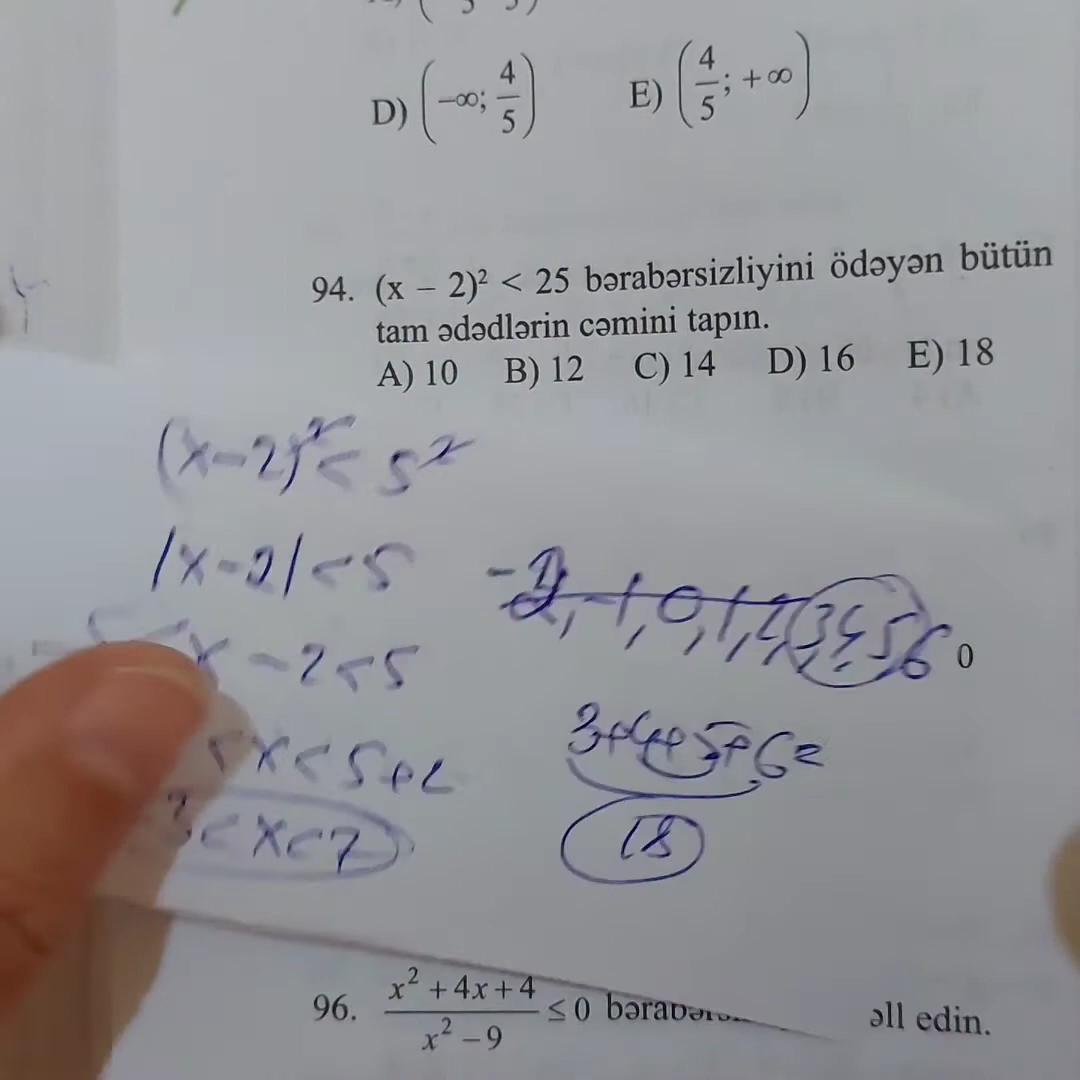 D) (-∞; 4/5) E) (4/5; +∞)
94. (x – 2)² < 25 bərabərsizliyini ödəyən bütün
tam ədədlərin cəmini tapın.
A) 10 B) 12 C) 14 D) 16 E) 18
(x-2)² < 5²
|x-2| < 5
x-2<5
-2, -1, 0, 1, 2, 3, 4, 5, 6
0
x < 5+2
3<x<7
3+4+5+6=
18
96. (x² + 4x + 4)/(x² – 9) ≤ 0 əll edin.